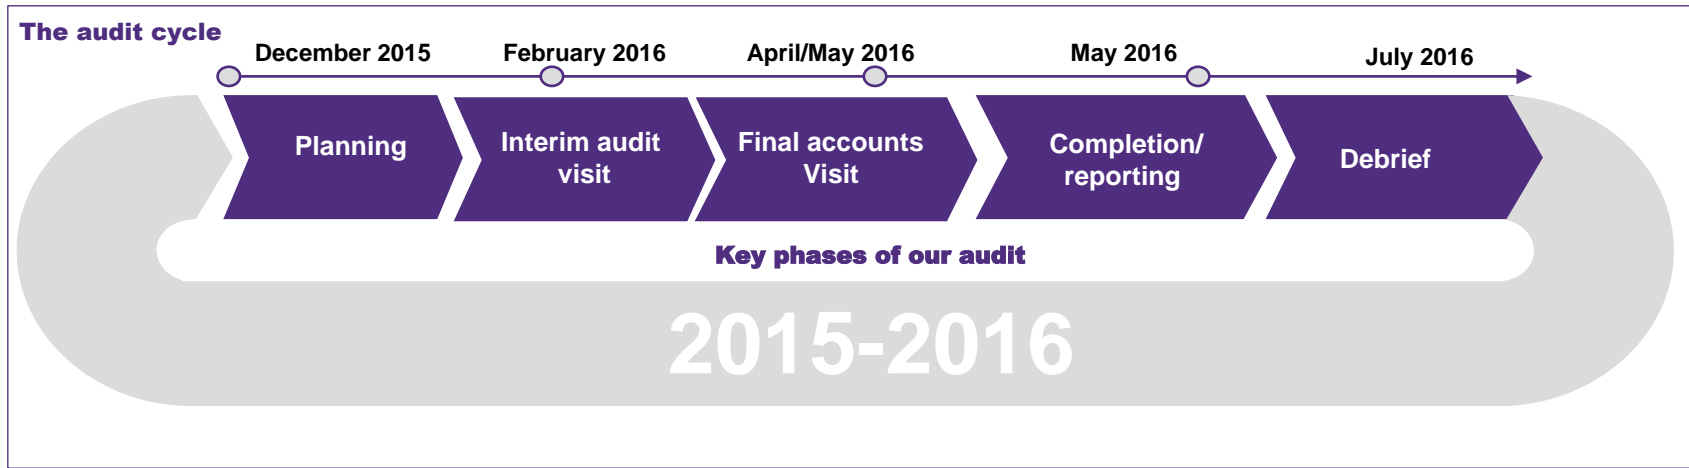 The audit cycle
December 2015
February 2016
April/May 2016
May 2016
July 2016
Planning
Interim audit
visit
Final accounts
Visit
Completion/
reporting
Debrief
Key phases of our audit
2015-2016